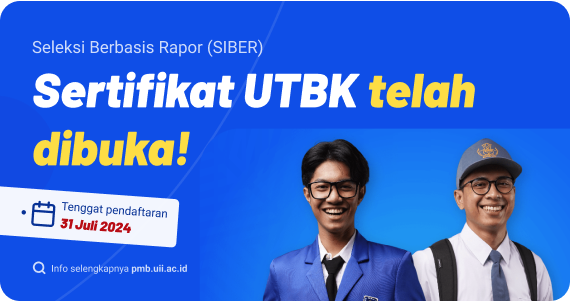 Seleksi Berbasis Rapor (SIBER)
Sertifikat UTBK telah
dibuka!
Tenggat pendaftaran
31 Juli 2024
Info selengkapnya pmb.uii.ac.id